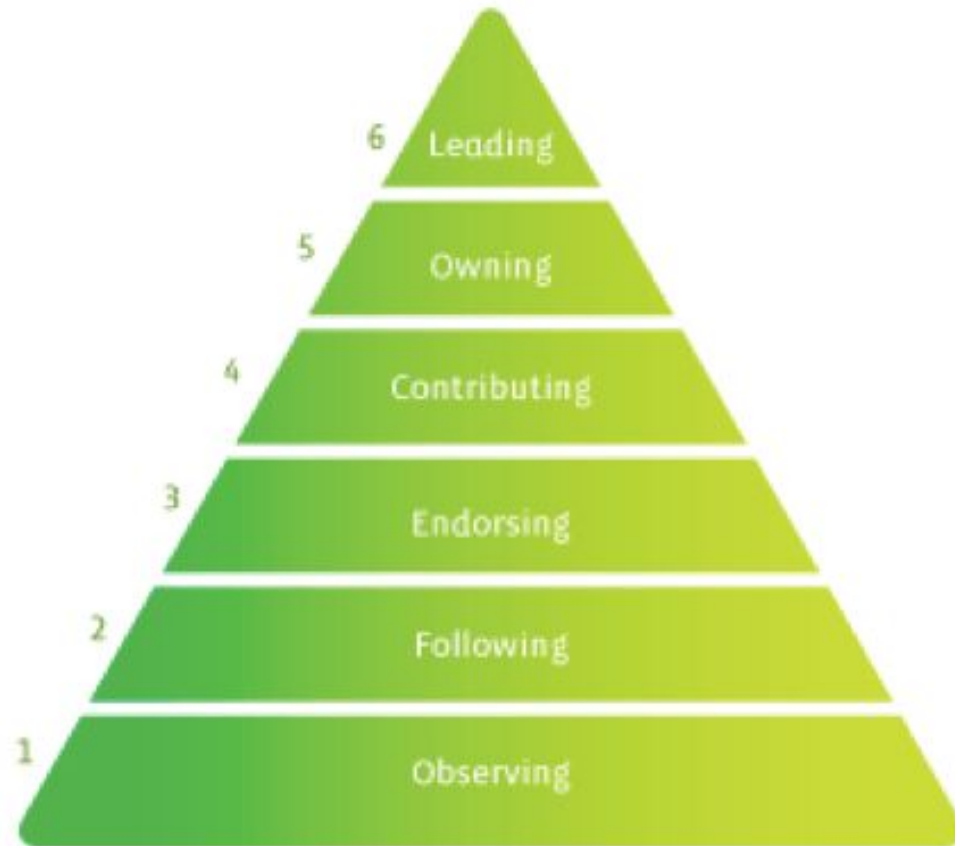 6 Leading
5 Owning
4 Contributing
3 Endorsing
2 Following
1 Observing